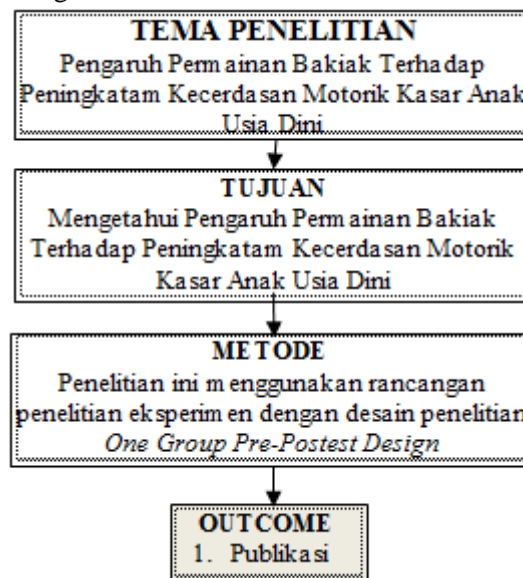 TEMA PENELITIAN
Pengaruh Permainan Bakiak Terhadap
Peningkatam Kecerdasan Motorik Kasar Anak
Usia Dini
TUJUAN
Mengetahui Pengaruh Permainan Bakiak
Terhadap Peningkatam Kecerdasan Motorik
Kasar Anak Usia Dini
METODE
Penelitian ini menggunakan rancangan
penelitian eksperimen dengan desain penelitian
One Group Pre-Postest Design
OUTCOME
1. Publikasi